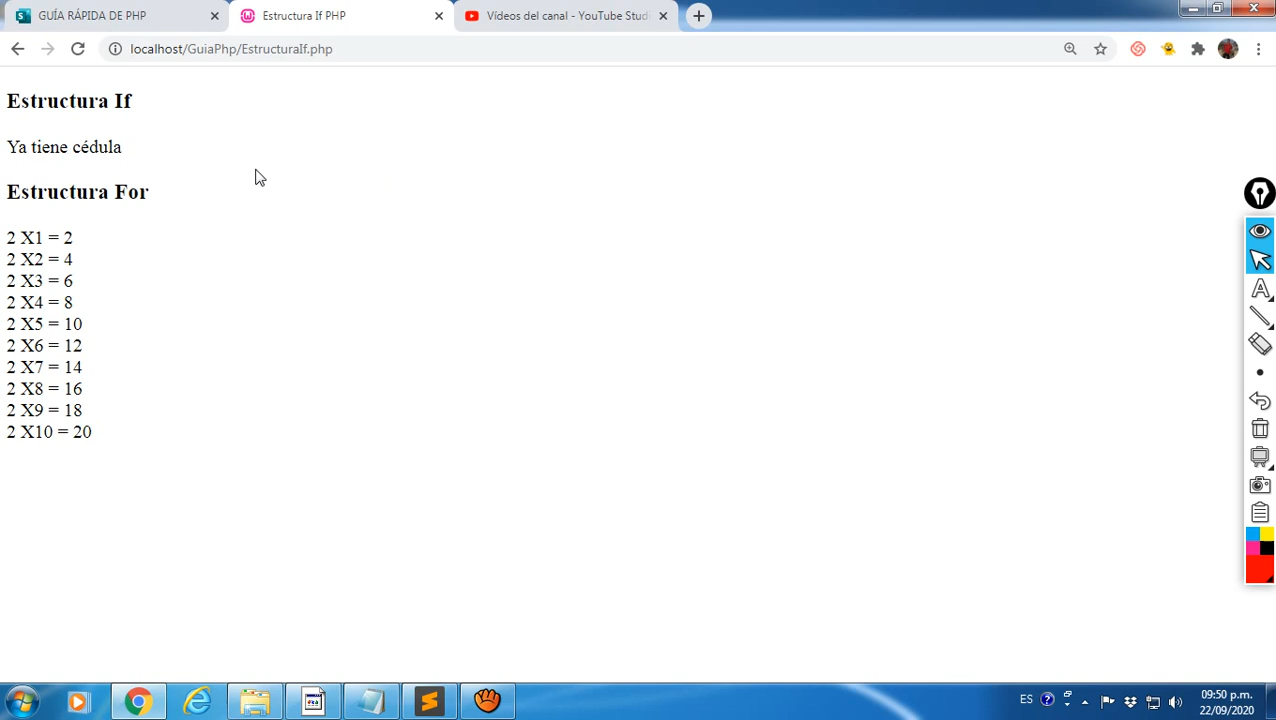 GUÍA RÁPIDA DE PHP
Estructura If PHP
Vídeos del canal - YouTube Stud
localhost/GuiaPhp/EstructuraIf.php
Estructura If
Ya tiene cédula
Estructura For
2 X1 = 2
2 X2 = 4
2 X3 = 6
2 X4 = 8
2 X5 = 10
2 X6 = 12
2 X7 = 14
2 X8 = 16
2 X9 = 18
2 X10 = 20
ES
09:50 p.m.
22/09/2020